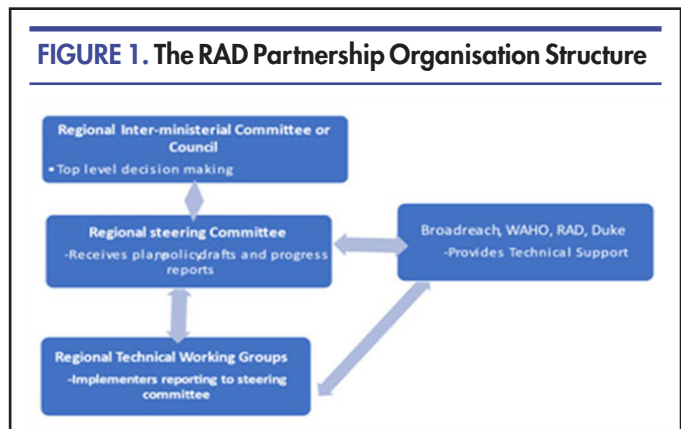 FIGURE 1. The RAD Partnership Organisation Structure
Regional Inter-ministerial Committee or
Council
• Top level decision making
Regional steering Committee
-Receives plan,policydrafts and progress
reports
Broadreach, WAHO, RAD, Duke
-Provides Technical Support
Regional Technical Working Groups
-Implementers reporting to steering
committee